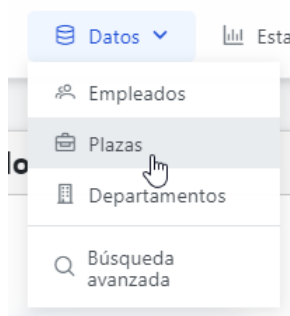 Datos
Esta
Empleados
lo
Plazas
Departamentos
Búsqueda
avanzada